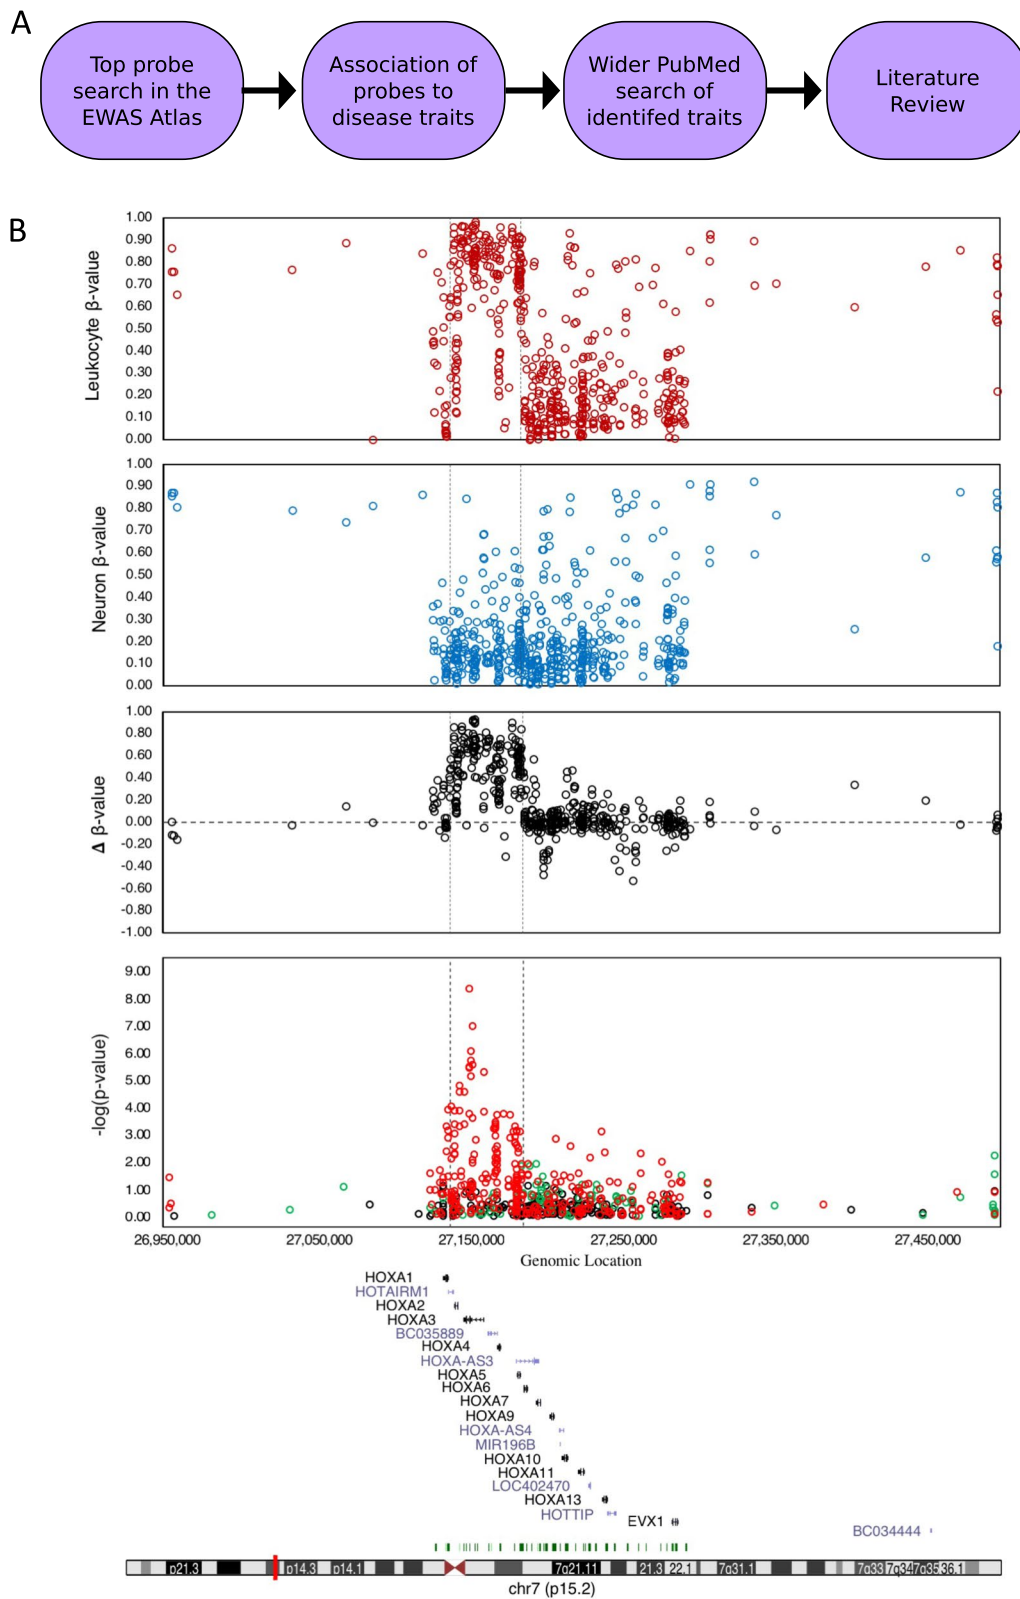 A
Top probe
search in the
EWAS Atlas
Association of
probes to
disease traits
Wider PubMed
search of
identifed traits
Literature
Review
B
Leukocyte β-value
1.00
0.90
0.80
0.70
0.60
0.50
0.40
0.30
0.20
0.10
0.00
Neuron β-value
1.00
0.90
0.80
0.70
0.60
0.50
0.40
0.30
0.20
0.10
0.00
Δ β-value
1.00
0.80
0.60
0.40
0.20
0.00
-0.20
-0.40
-0.60
-0.80
-1.00
-log(p-value)
9.00
8.00
7.00
6.00
5.00
4.00
3.00
2.00
1.00
0.00
26,950,000 27,050,000 27,150,000 27,250,000 27,350,000 27,450,000
Genomic Location
HOXA1
HOTAIRM1
HOXA2
HOXA3
BC035889
HOXA4
HOXA-AS3
HOXA5
HOXA6
HOXA7
HOXA9
HOXA-AS4
MIR196B
HOXA10
HOXA11
LOC402470
HOXA13
HOTTIP
EVX1
BC034444
p21.3 p14.3 p14.1 7q21.11 21.3 22.1 7q31.1 7q33 7q34 7q35 36.1
chr7 (p15.2)